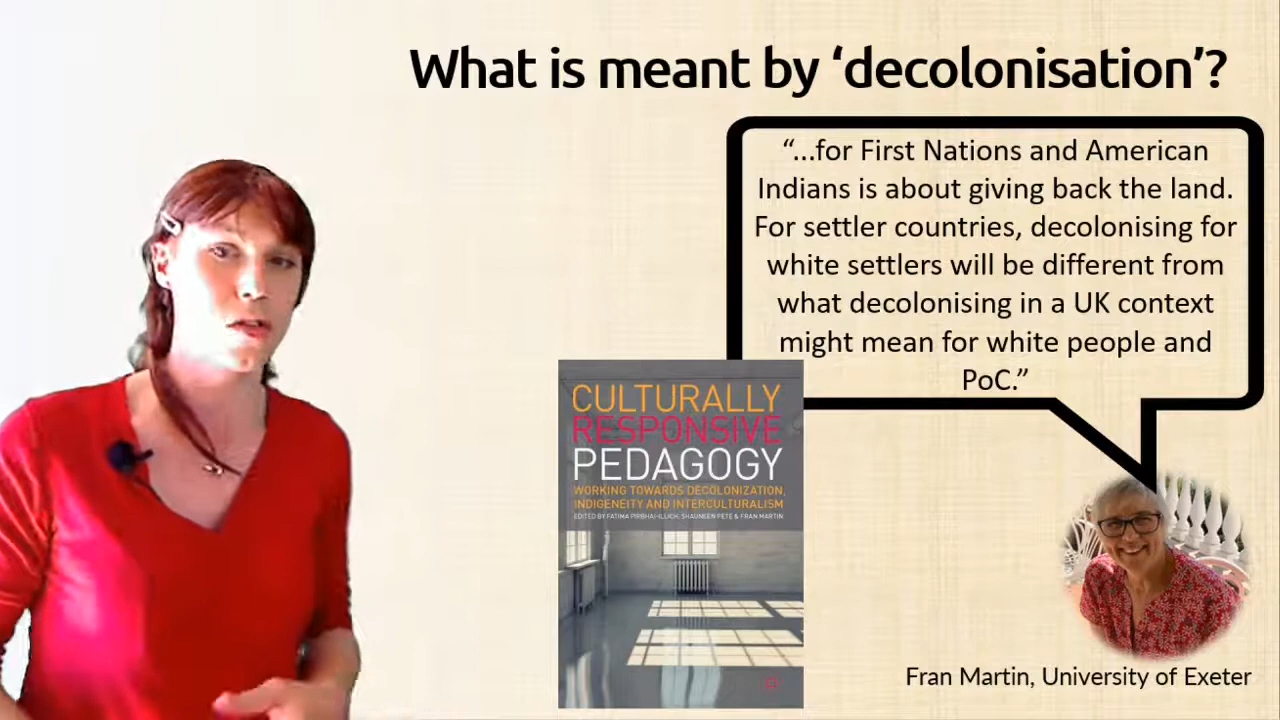 What is meant by ‘decolonisation’?
“...for First Nations and American
Indians is about giving back the land.
For settler countries, decolonising for
white settlers will be different from
what decolonising in a UK context
might mean for white people and
PoC.”
CULTURALLY
RESPONSIVE
PEDAGOGY
WORKING TOWARDS DECOLONIZATION,
INDIGENEITY AND INTERCULTURALISM
EDITED BY FATIMA PIRBHAI-ILLICH, SHAUNEEN PETE & FRAN MARTIN
Fran Martin, University of Exeter